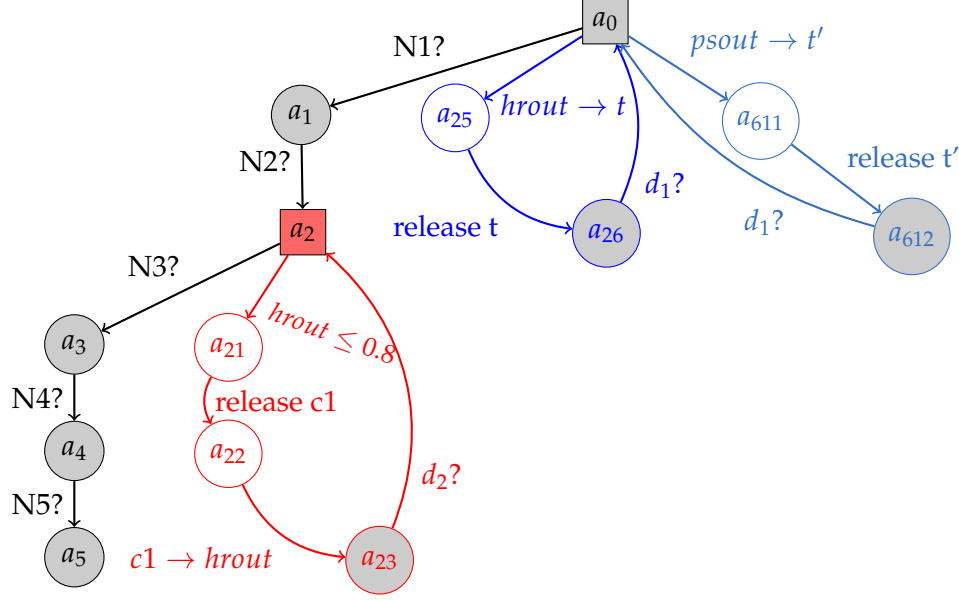 a0
N1?
psout → t′
a1
a25
hrout → t
a611
N2?
release t′
d1?
a2
release t
a26
d1?
a612
N3?
hrout ≤ 0.8
a3
a21
N4?
release c1
a4
a22
d2?
N5?
a5
c1 → hrout
a23